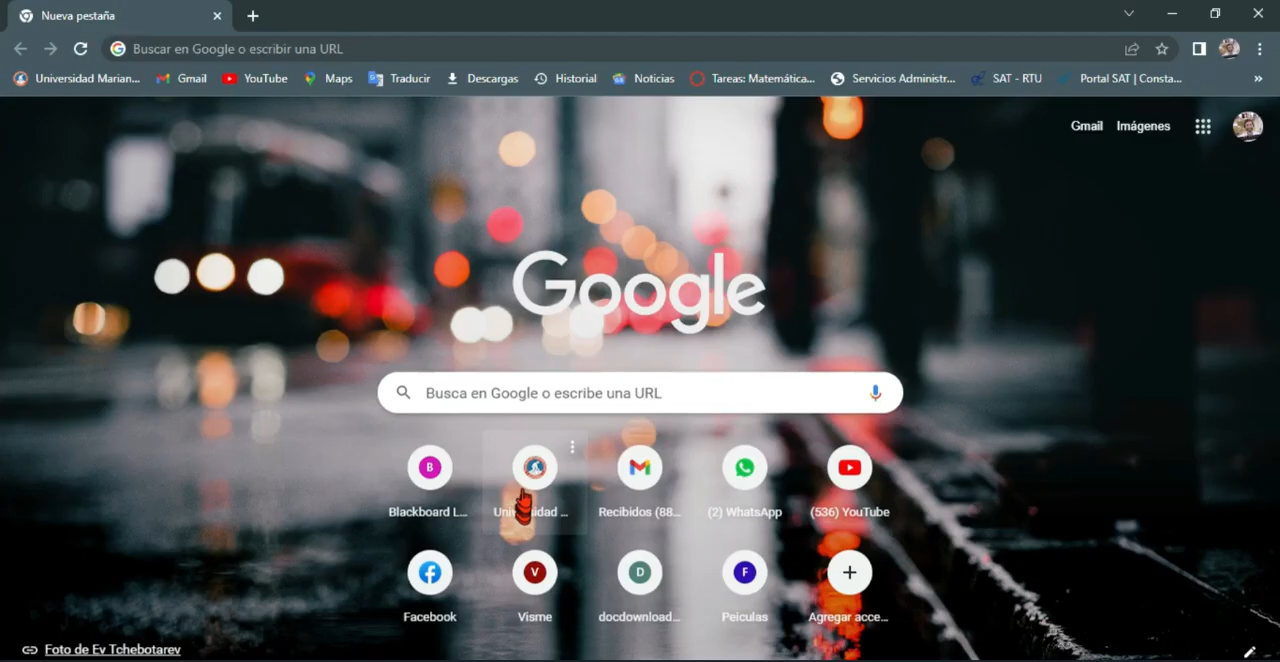 Nueva pestaña
Buscar en Google o escribir una URL
Universidad Marian... Gmail YouTube Maps Traducir Descargas Historial Noticias Tareas: Matemática... Servicios Administr... SAT - RTU Portal SAT | Consta... »
Gmail Imágenes
Google
Busca en Google o escribe una URL
B
Blackboard L... Universidad ... Recibidos (88... (2) WhatsApp (536) YouTube
V D F
Facebook Visme docdownload... Peiculas Agregar acce...
Foto de Ev Tchebotarev